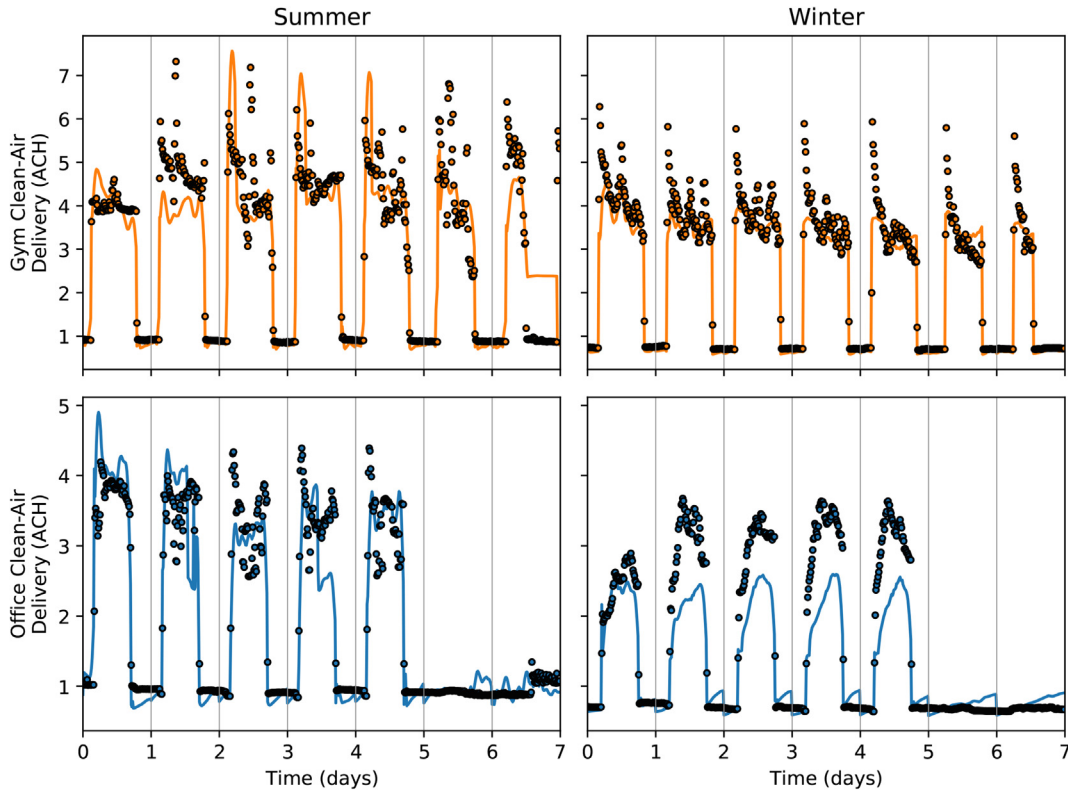 Summer
Winter
Gym Clean-Air
Delivery (ACH)
7
6
5
4
3
2
1
Office Clean-Air
Delivery (ACH)
5
4
3
2
1
0 1 2 3 4 5 6 7
0 1 2 3 4 5 6 7
Time (days)
Time (days)